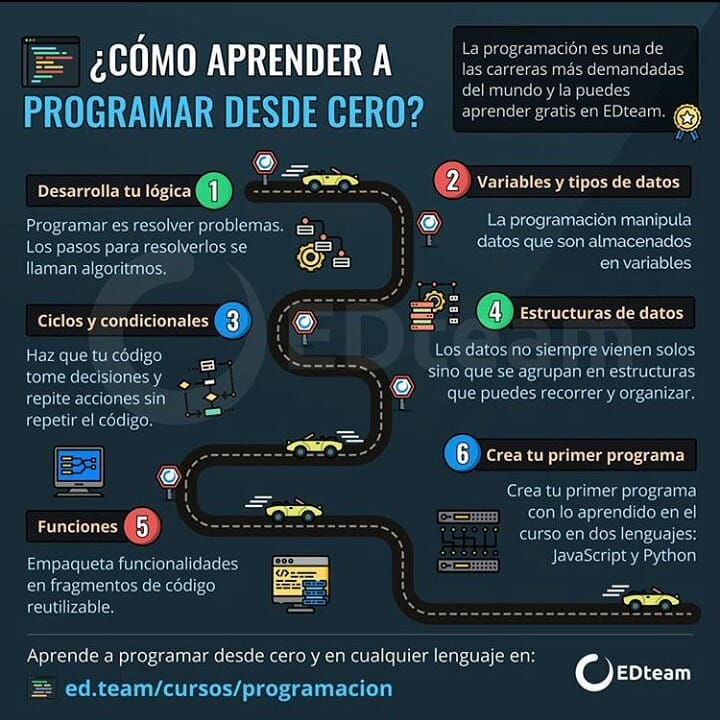 ¿CÓMO APRENDER A
PROGRAMAR DESDE CERO?
La programación es una de
las carreras más demandadas
del mundo y la puedes
aprender gratis en EDteam.
Desarrolla tu lógica 1
Programar es resolver problemas.
Los pasos para resolverlos se
llaman algoritmos.
2 Variables y tipos de datos
La programación manipula
datos que son almacenados
en variables
Ciclos y condicionales 3
Haz que tu código
tome decisiones y
repite acciones sin
repetir el código.
4 Estructuras de datos
Los datos no siempre vienen solos
sino que se agrupan en estructuras
que puedes recorrer y organizar.
Funciones 5
Empaqueta funcionalidades
en fragmentos de código
reutilizable.
6 Crea tu primer programa
Crea tu primer programa
con lo aprendido en el
curso en dos lenguajes:
JavaScript y Python
EDteam
Aprende a programar desde cero y en cualquier lenguaje en:
ed.team/cursos/programacion
EDteam